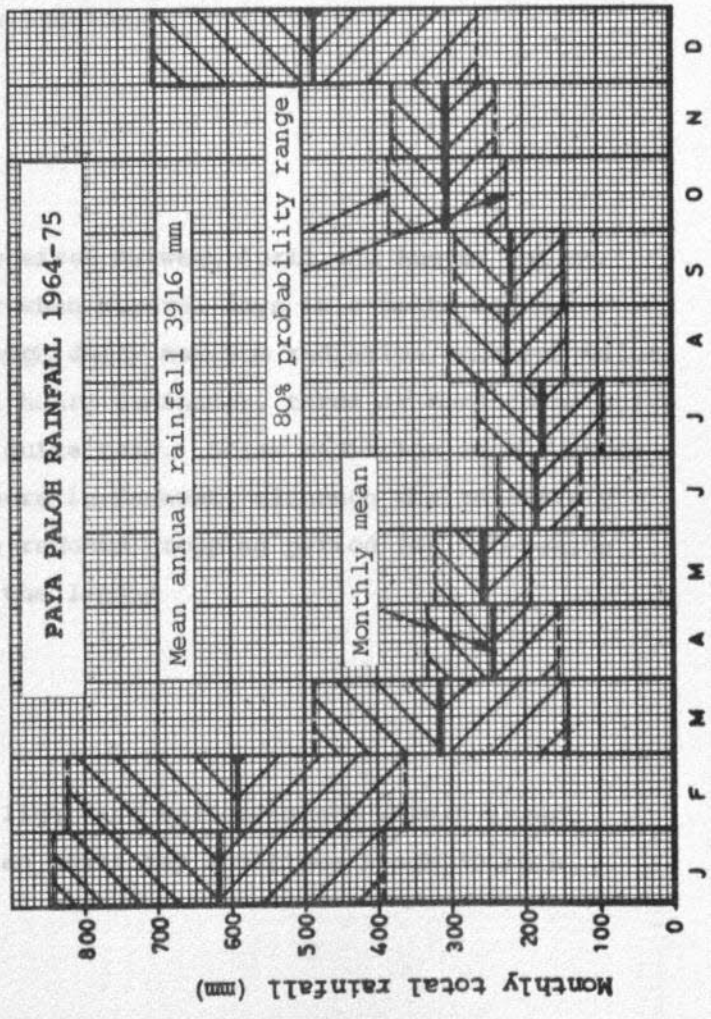 PAYA PALOH RAINFALL 1964-75
Mean annual rainfall 3916 mm
80% probability range
Monthly mean
Monthly total rainfall (mm)
800
700
600
500
400
300
200
100
0
J F M A M J J A S O N D